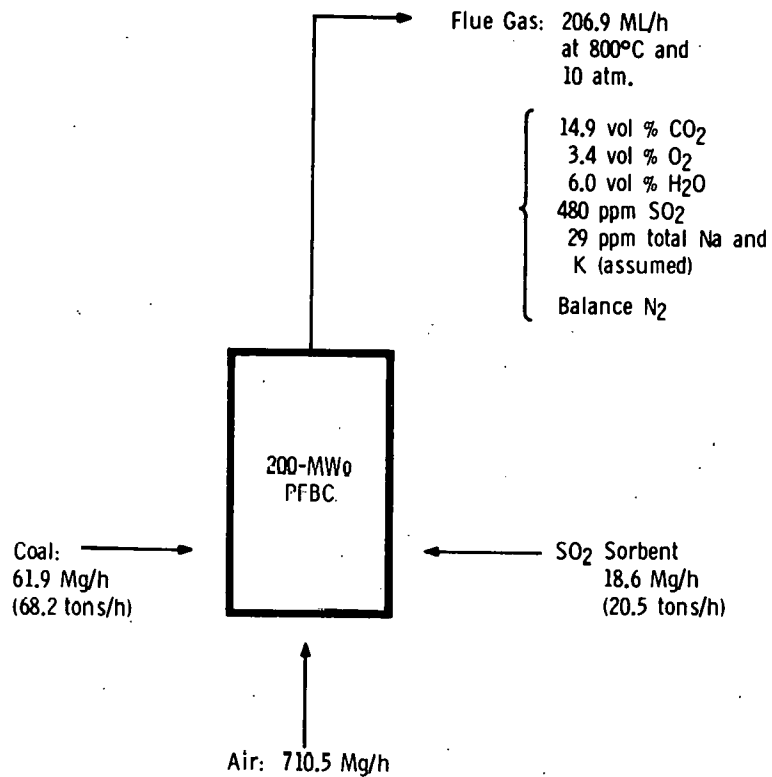 Flue Gas: 206.9 ML/h
at 800°C and
10 atm.
14.9 vol % CO2
3.4 vol % O2
6.0 vol % H2O
480 ppm SO2
29 ppm total Na and
K (assumed)
Balance N2
200-MWe
PFBC
Coal:
61.9 Mg/h
(68.2 tons/h)
SO2 Sorbent
18.6 Mg/h
(20.5 tons/h)
Air: 710.5 Mg/h